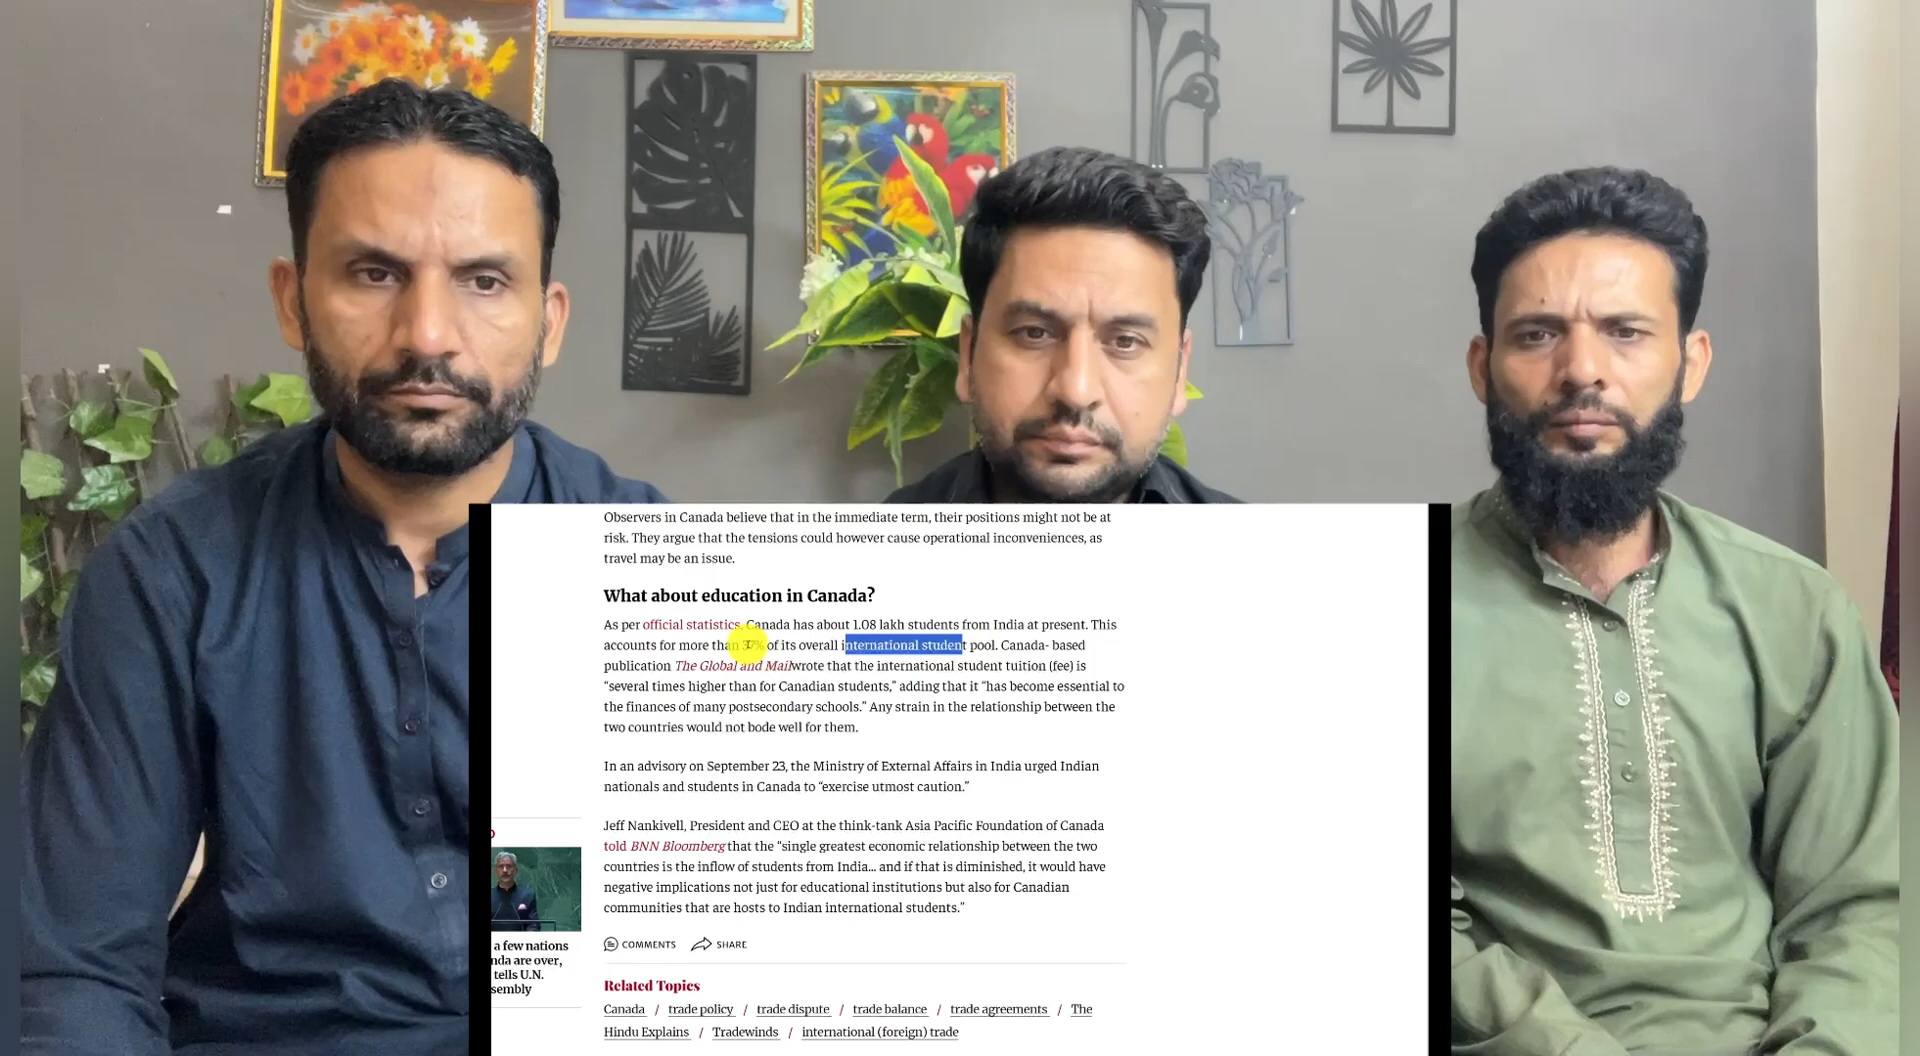 Observers in Canada believe that in the immediate term, their positions might not be at
risk. They argue that the tensions could however cause operational inconveniences, as
travel may be an issue.
What about education in Canada?
As per official statistics, Canada has about 1.08 lakh students from India at present. This
accounts for more than 37% of its overall international student pool. Canada- based
publication The Global and Mail wrote that the international student tuition (fee) is
“several times higher than for Canadian students,” adding that it “has become essential to
the finances of many postsecondary schools.” Any strain in the relationship between the
two countries would not bode well for them.
In an advisory on September 23, the Ministry of External Affairs in India urged Indian
nationals and students in Canada to “exercise utmost caution.”
Jeff Nankivell, President and CEO at the think-tank Asia Pacific Foundation of Canada
told BNN Bloomberg that the “single greatest economic relationship between the two
countries is the inflow of students from India... and if that is diminished, it would have
negative implications not just for educational institutions but also for Canadian
communities that are hosts to Indian international students.”
a few nations
nda are over,
tells U.N.
sembly
COMMENTS SHARE
Related Topics
Canada / trade policy / trade dispute / trade balance / trade agreements / The
Hindu Explains / Tradewinds / international (foreign) trade